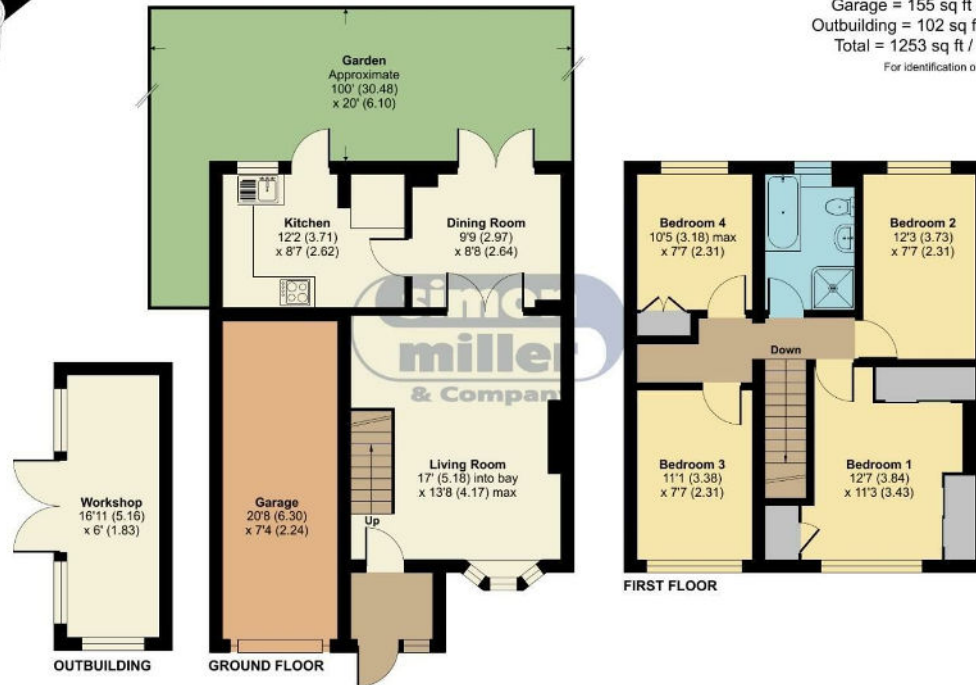 Garage = 155 sq ft
Outbuilding = 102 sq f
Total = 1253 sq ft /
For identification o
Garden
Approximate
100' (30.48)
x 20' (6.10)
Kitchen
12'2 (3.71)
x 8'7 (2.62)
Dining Room
9'9 (2.97)
x 8'8 (2.64)
Bedroom 4
10'5 (3.18) max
x 7'7 (2.31)
Bedroom 2
12'3 (3.73)
x 7'7 (2.31)
simon
miller
& Company
Down
Workshop
16'11 (5.16)
x 6' (1.83)
Garage
20'8 (6.30)
x 7'4 (2.24)
Living Room
17' (5.18) into bay
x 13'8 (4.17) max
Up
Bedroom 3
11'1 (3.38)
x 7'7 (2.31)
Bedroom 1
12'7 (3.84)
x 11'3 (3.43)
FIRST FLOOR
OUTBUILDING
GROUND FLOOR